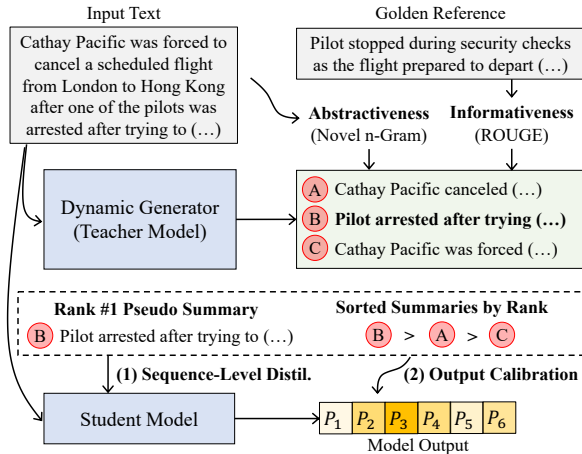 Input Text
Golden Reference
Cathay Pacific was forced to
cancel a scheduled flight
from London to Hong Kong
after one of the pilots was
arrested after trying to (…)
Pilot stopped during security checks
as the flight prepared to depart (…)
Abstractiveness
(Novel n-Gram)
Informativeness
(ROUGE)
Dynamic Generator
(Teacher Model)
A Cathay Pacific canceled (…)
B Pilot arrested after trying (…)
C Cathay Pacific was forced (…)
Rank #1 Pseudo Summary
B Pilot arrested after trying to (…)
Sorted Summaries by Rank
B > A > C
(1) Sequence-Level Distil.
(2) Output Calibration
Student Model
P1 P2 P3 P4 P5 P6
Model Output